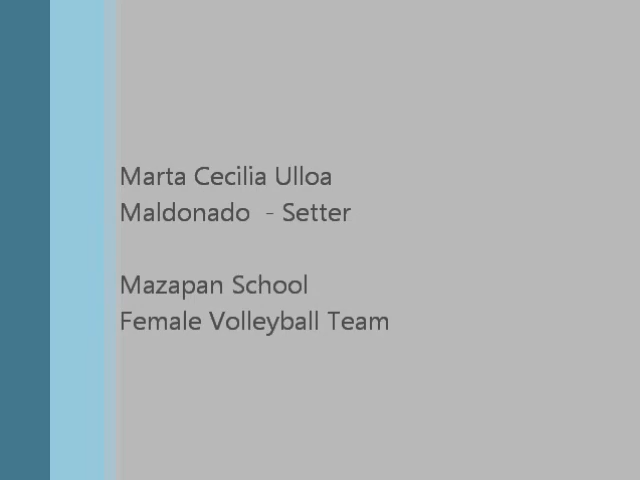 Marta Cecilia Ulloa
Maldonado  - Setter
Mazapan School
Female Volleyball Team